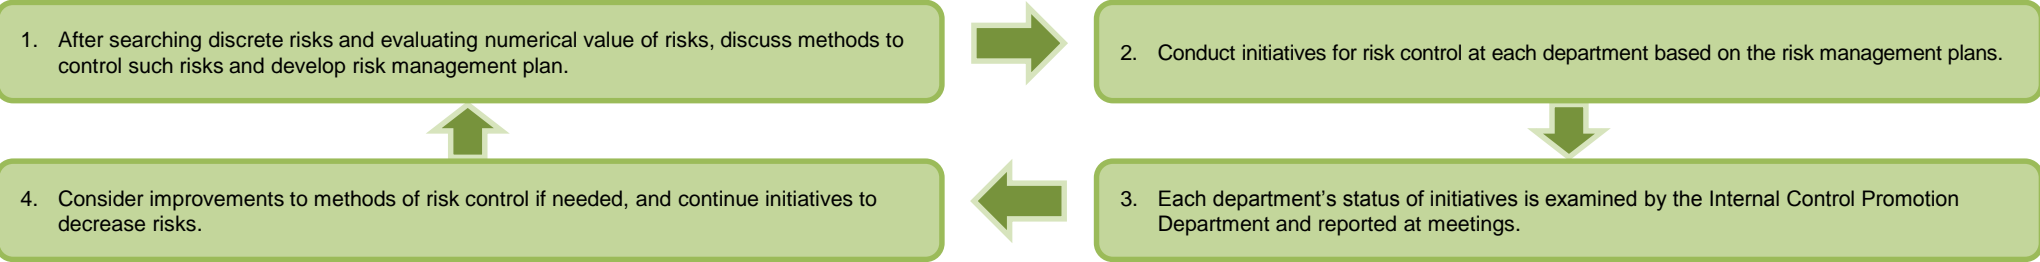 1. After searching discrete risks and evaluating numerical value of risks, discuss methods to
control such risks and develop risk management plan.
2. Conduct initiatives for risk control at each department based on the risk management plans.
3. Each department’s status of initiatives is examined by the Internal Control Promotion
Department and reported at meetings.
4. Consider improvements to methods of risk control if needed, and continue initiatives to
decrease risks.